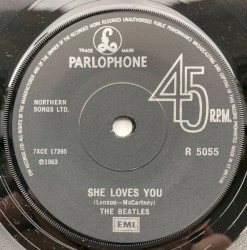 TRADE MARK
PARLOPHONE
45
R.P.M.
NORTHERN
SONGS LTD.
7XCE 17395
℗1963
R 5055
SHE LOVES YOU
(Lennon—McCartney)
THE BEATLES
EMI